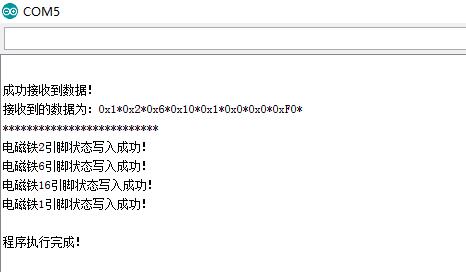 COM5
成功接收到数据!
接收到的数据为: 0x1*0x2*0x6*0x10*0x1*0x0*0x0*0xF0*
**************************
电磁铁2引脚状态写入成功!
电磁铁6引脚状态写入成功!
电磁铁16引脚状态写入成功!
电磁铁1引脚状态写入成功!
程序执行完成!